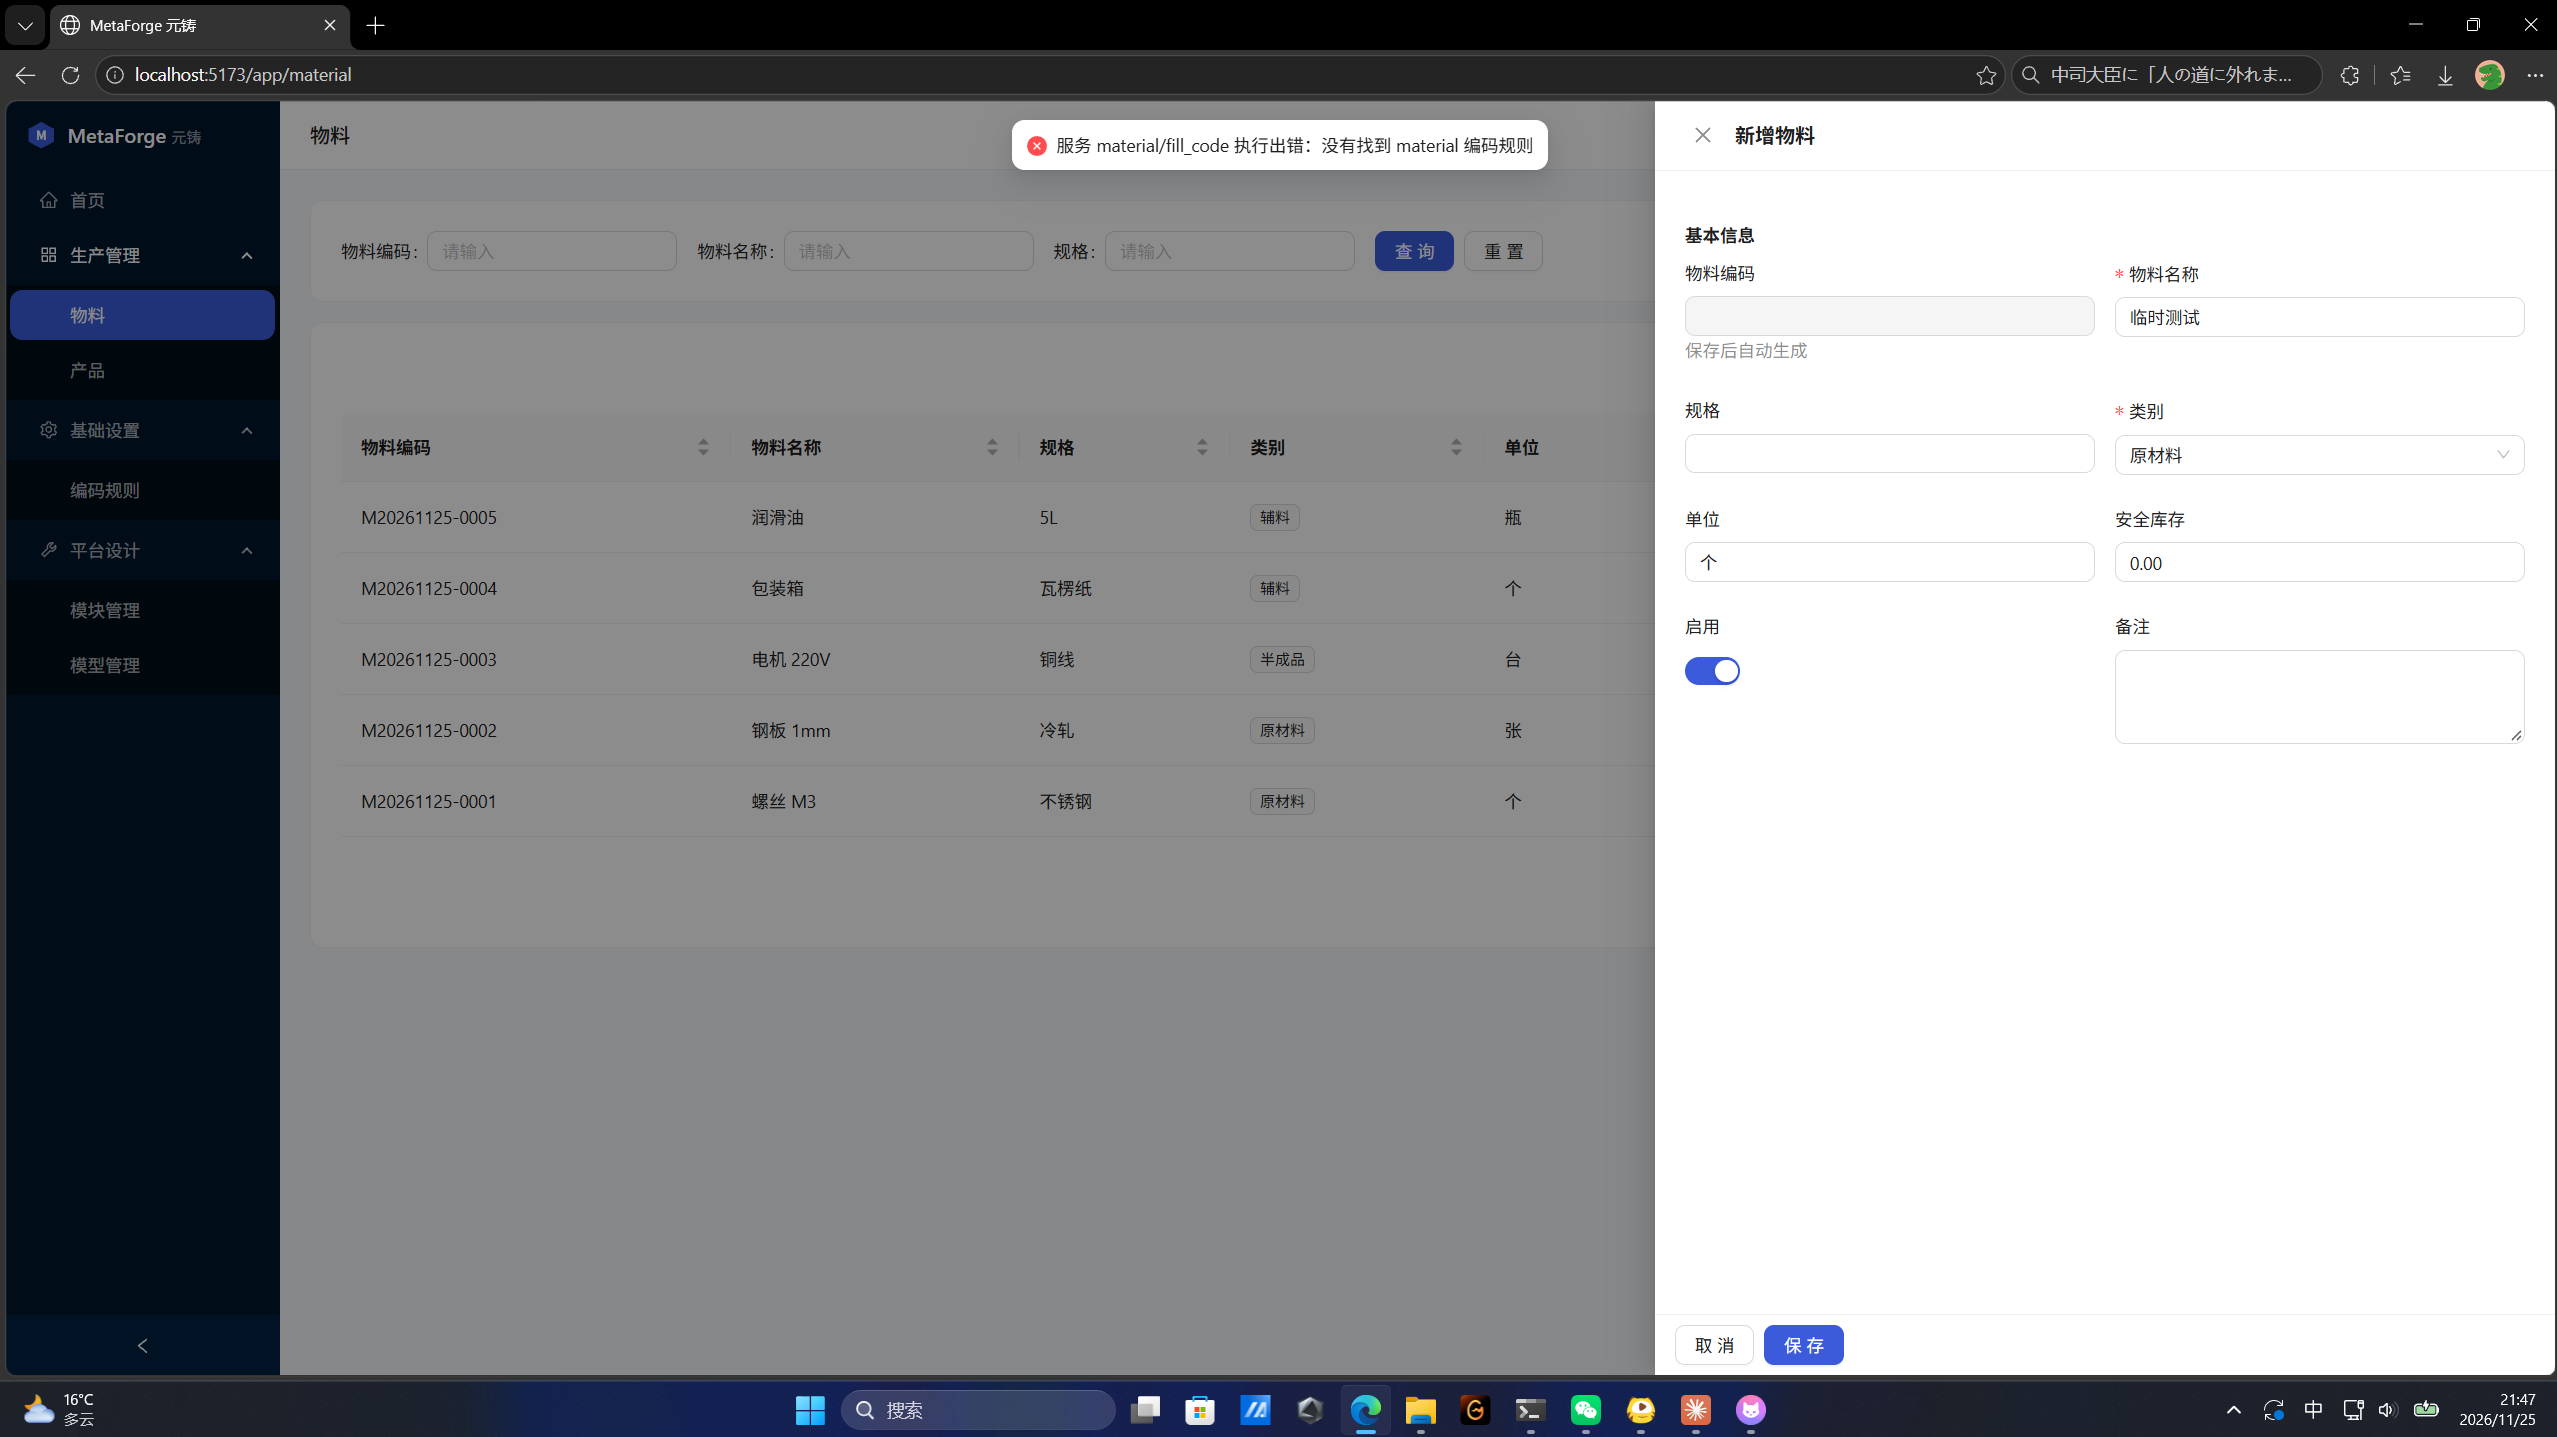 MetaForge 元铸
localhost:5173/app/material
中司大臣に「人の道に外れま...
M
MetaForge 元铸
首页
生产管理
物料
产品
基础设置
编码规则
平台设计
模块管理
模型管理
物料
服务 material/fill_code 执行出错：没有找到 material 编码规则
物料编码： 请输入 物料名称： 请输入 规格： 请输入 查 询 重 置
物料编码 物料名称 规格 类别 单位
M20261125-0005 润滑油 5L 辅料 瓶
M20261125-0004 包装箱 瓦楞纸 辅料 个
M20261125-0003 电机 220V 铜线 半成品 台
M20261125-0002 钢板 1mm 冷轧 原材料 张
M20261125-0001 螺丝 M3 不锈钢 原材料 个
新增物料
基本信息
物料编码 * 物料名称
临时测试
保存后自动生成
规格 * 类别
原材料
单位 安全库存
个 0.00
启用 备注
取 消 保 存
16°C
多云
搜索
中
21:47
2026/11/25